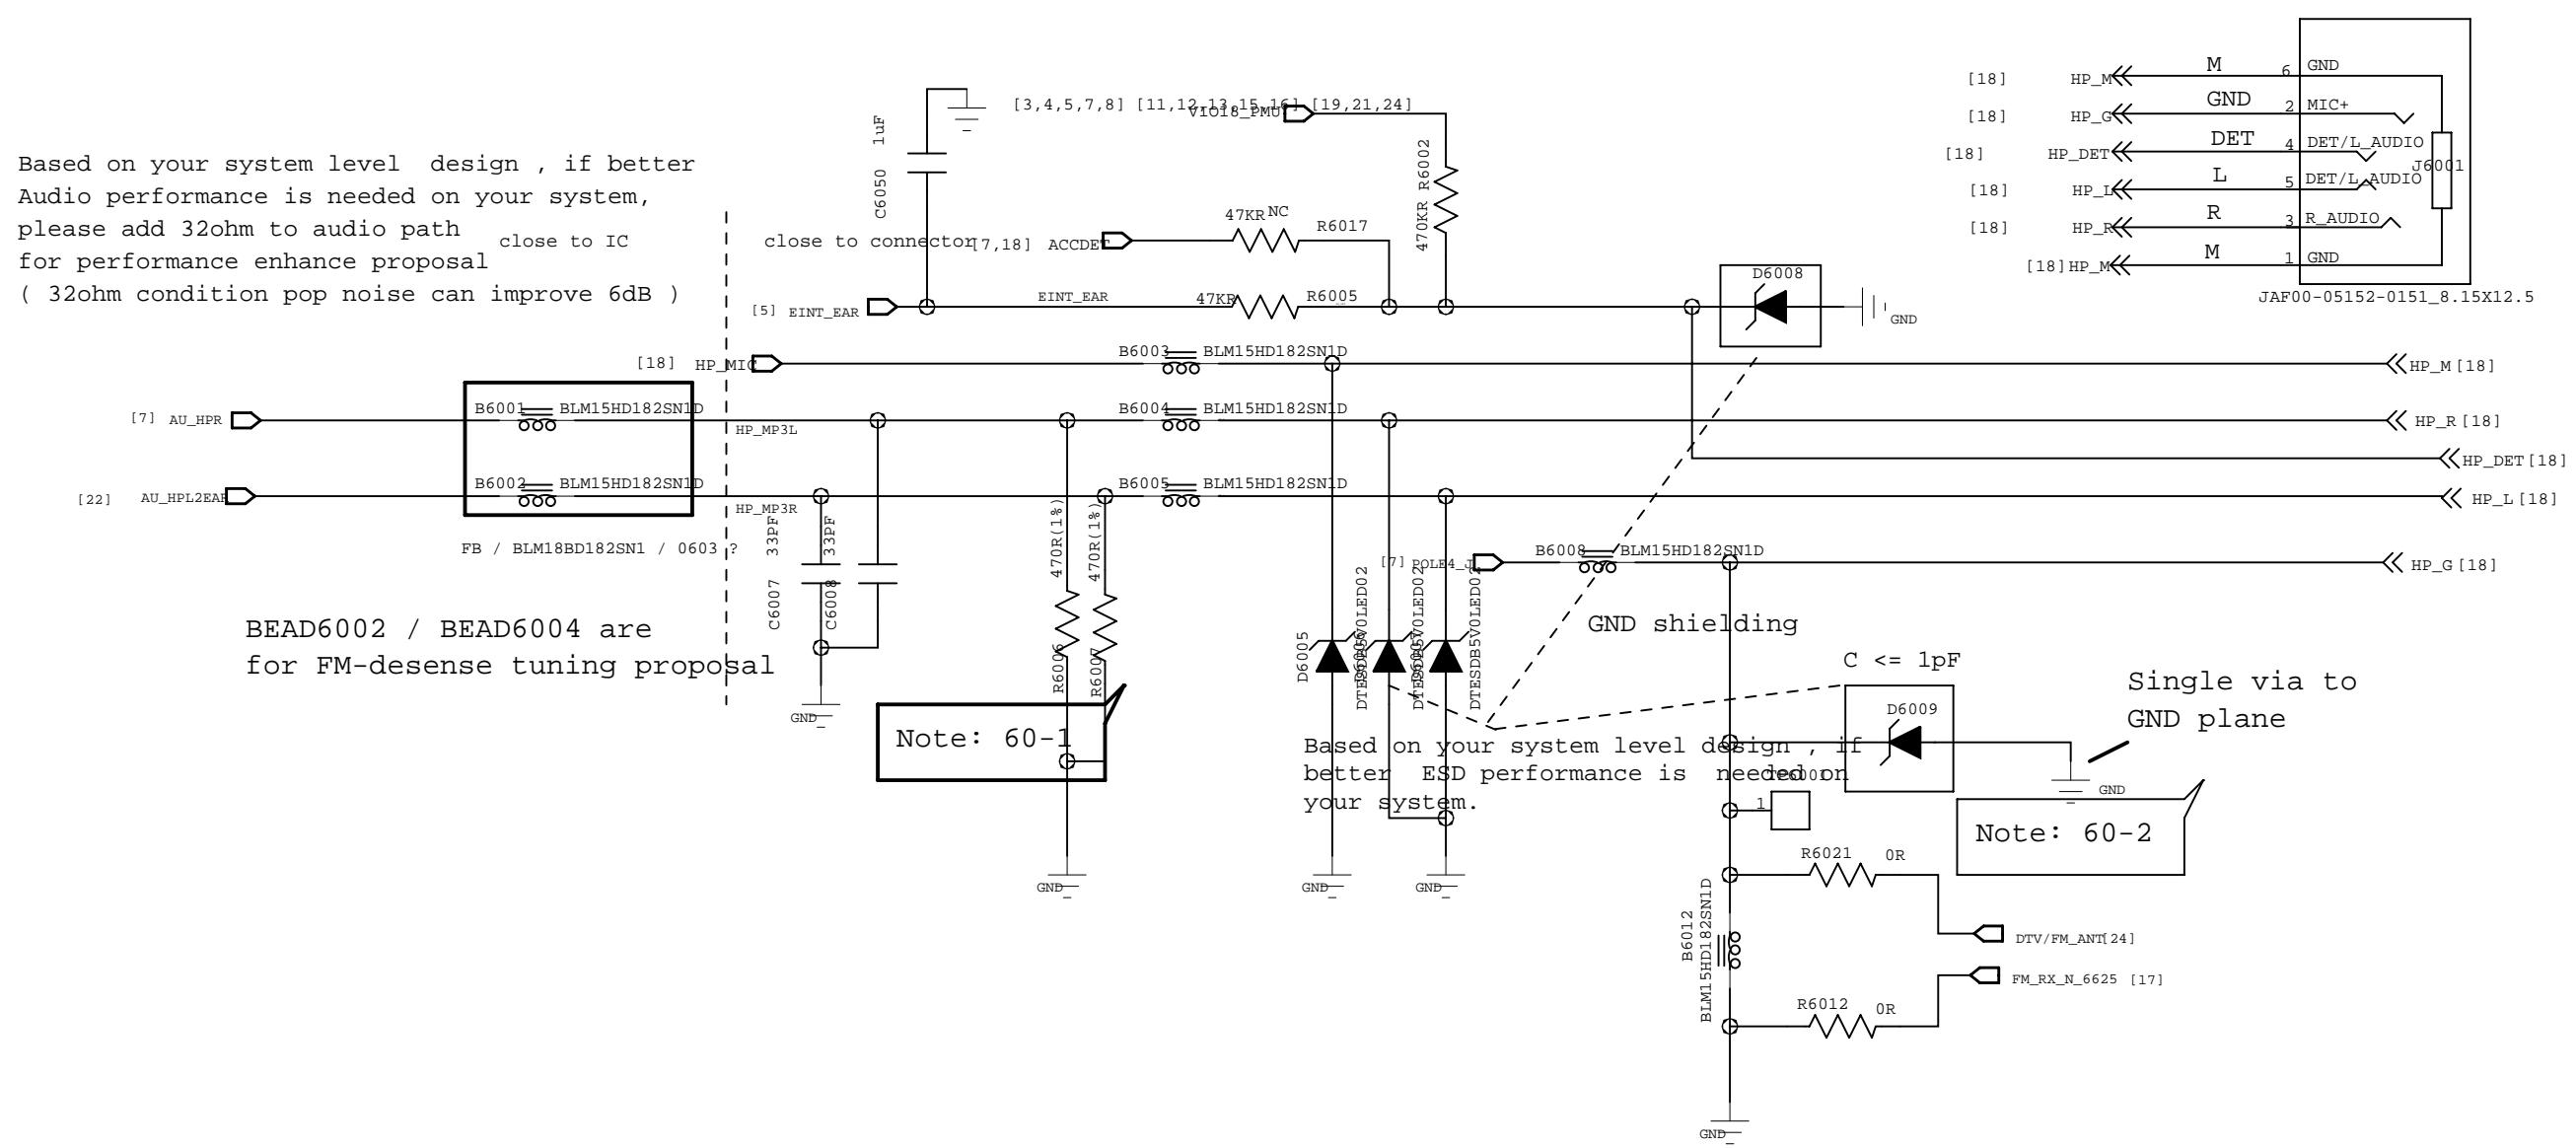 Based on your system level design , if better
Audio performance is needed on your system,
please add 32ohm to audio path
for performance enhance proposal
( 32ohm condition pop noise can improve 6dB )
close to IC
close to connector
C6050 1uF
[3,4,5,7,8] [11,12,13,15,16] [19,21,24]
VIO18_PMU
470KR R6002
[7,18] ACCDET
47KR NC R6017
[5] EINT_EAR
EINT_EAR
47KR R6005
D6008
GND
[18] HP_M M 6 GND
[18] HP_G GND 2 MIC+
[18] HP_DET DET 4 DET/L_AUDIO
J6001
[18] HP_L L 5 DET/L_AUDIO
[18] HP_R R 3 R_AUDIO
[18] HP_M M 1 GND
JAF00-05152-0151_8.15X12.5
[18] HP_MIC
B6003 BLM15HD182SN1D
HP_M [18]
[7] AU_HPR
B6001 BLM15HD182SN1D
HP_MP3L
B6004 BLM15HD182SN1D
HP_R [18]
HP_DET [18]
[22] AU_HPL2EAR
B6002 BLM15HD182SN1D
HP_MP3R
B6005 BLM15HD182SN1D
HP_L [18]
FB / BLM18BD182SN1 / 0603 ?
C6007 33PF
C6008 33PF
GND
R6006 470R(1%)
R6007 470R(1%)
GND
[7] POLE4_J
B6008 BLM15HD182SN1D
HP_G [18]
BEAD6002 / BEAD6004 are
for FM-desense tuning proposal
Note: 60-1
D6005 DTESDB5V0LED02
DTESDB5V0LED02
DTESDB5V0LED02
GND
GND
GND shielding
Based on your system level design , if
better ESD performance is needed on
your system.
C <= 1pF
D6009
GND
Single via to
GND plane
Note: 60-2
1
R6021 0R
DTV/FM_ANT [24]
B6012 BLM15HD182SN1D
FM_RX_N_6625 [17]
R6012 0R
GND